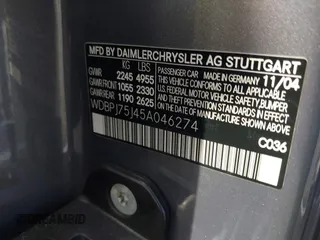 MFD BY DAIMLERCHRYSLER AG STUTTGART
KG LBS
GVWR 2245 4955
GAWR FRONT 1055 2330
GAWR REAR 1190 2625
PASSENGER CAR
MADE IN GERMANY 11/04
THIS VEHICLE CONFORMS TO ALL APPLICABLE
U.S. FEDERAL MOTOR VEHICLE SAFETY
BUMPER, AND THEFT PREVENTION STANDARDS
IN EFFECT ON THE DATE OF MANUFACTURE
SHOWN ABOVE
WDBPJ75J45A046274
C036